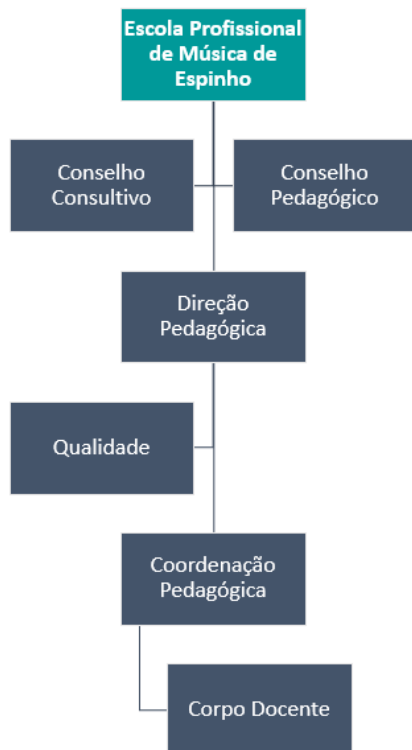 Escola Profissional
de Música de
Espinho
Conselho
Consultivo
Conselho
Pedagógico
Direção
Pedagógica
Qualidade
Coordenação
Pedagógica
Corpo Docente